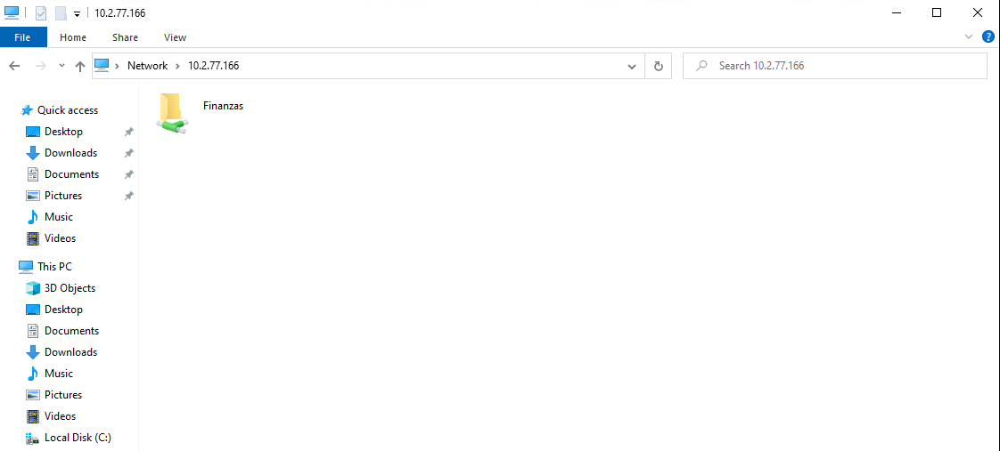 10.2.77.166
File Home Share View
Network 10.2.77.166 Search 10.2.77.166
Quick access
Desktop
Downloads
Documents
Pictures
Music
Videos
This PC
3D Objects
Desktop
Documents
Downloads
Music
Pictures
Videos
Local Disk (C:)
Finanzas